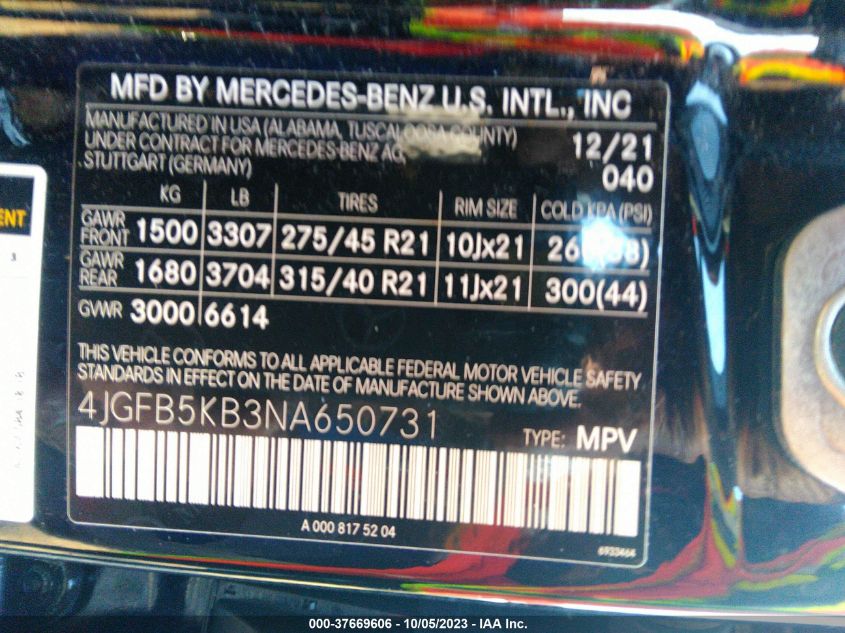 MFD BY MERCEDES-BENZ U.S. INTL., INC
MANUFACTURED IN USA (ALABAMA, TUSCALOOSA COUNTY)
UNDER CONTRACT FOR MERCEDES-BENZ AG,
STUTTGART (GERMANY)
12/21
040
KG LB TIRES RIM SIZE COLD KPA (PSI)
GAWR FRONT 1500 3307 275/45 R21 10Jx21
GAWR REAR 1680 3704 315/40 R21 11Jx21 300(44)
GVWR 3000 6614
THIS VEHICLE CONFORMS TO ALL APPLICABLE FEDERAL MOTOR VEHICLE SAFETY
STANDARDS IN EFFECT ON THE DATE OF MANUFACTURE SHOWN ABOVE.
4JGFB5KB3NA650731
TYPE: MPV
A 000 817 52 04
6933464
000-37669606 - 10/05/2023 - IAA Inc.